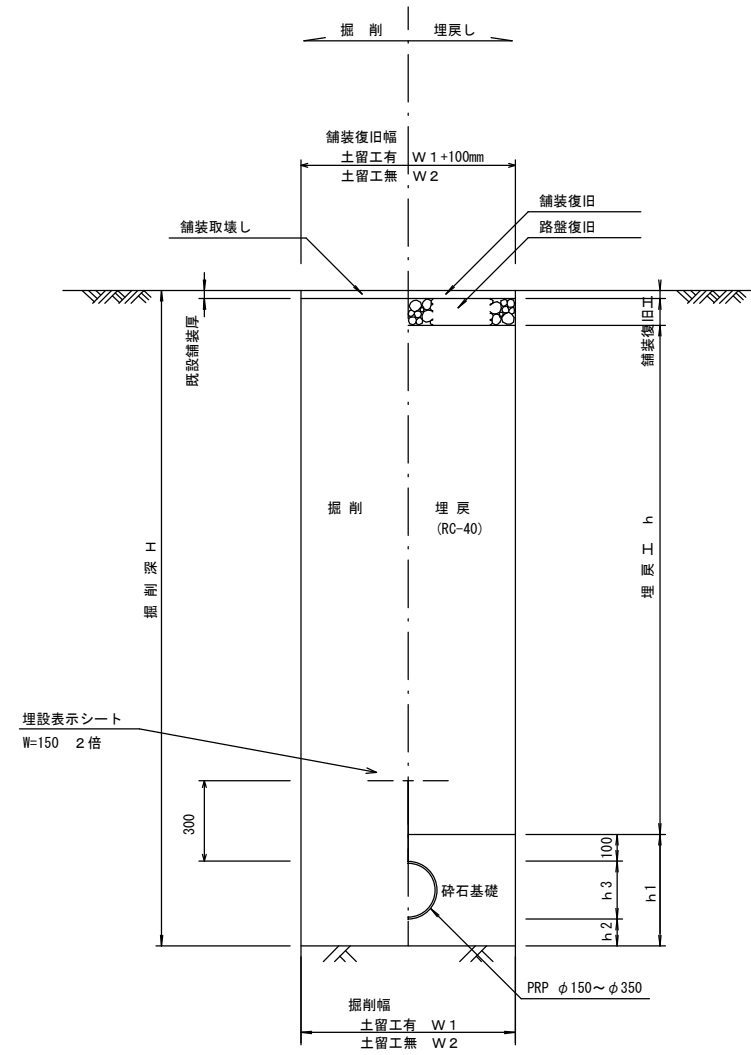 掘 削 埋戻し
舗装復旧幅
土留工有 W1+100mm
土留工無 W2
舗装復旧
舗装取壊し
路盤復旧
既設舗装厚
舗装復旧工
掘 削
埋 戻
(RC-40)
掘削深 H
埋戻工 h
埋設表示シート
W=150 2倍
300
100
砕石基礎
h3
h1
h2
PRP φ150～φ350
掘削幅
土留工有 W1
土留工無 W2